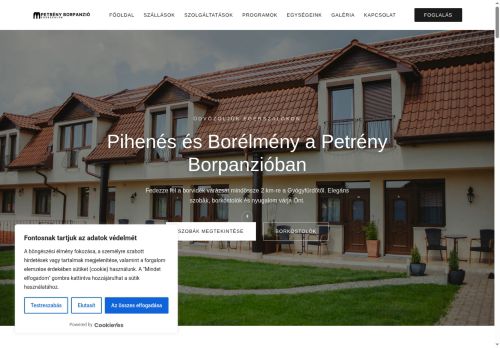 PETRÉNY BORPANZIÓ
FŐOLDAL
SZÁLLÁSOK
SZOLGÁLTATÁSOK
PROGRAMOK
EGYSÉGEINK
GALÉRIA
KAPCSOLAT
FOGLALÁS
ÜDVÖZÖLJÜK EGERSZALÓKON
Pihenés és Borélmény a Petrény
Borpanzióban
Fedezze fel a borvidék varázsát mindössze 2 km-re a Gyógyfürdőtől. Elegáns
szobák, borkóstolók és nyugalom várja Önt.
SZOBÁK MEGTEKINTÉSE
BORKÓSTOLÓK
Fontosnak tartjuk az adatok védelmét
A böngészési élmény fokozása, a személyre szabott
hirdetések vagy tartalmak megjelenítése, valamint a forgalom
elemzése érdekében sütiket (cookie) használunk. A "Mindet
elfogadom" gombra kattintva hozzájárulhat a sütik
használatához.
Testreszabás
Elutasít
Az összes elfogadása
Powered by CookieYes